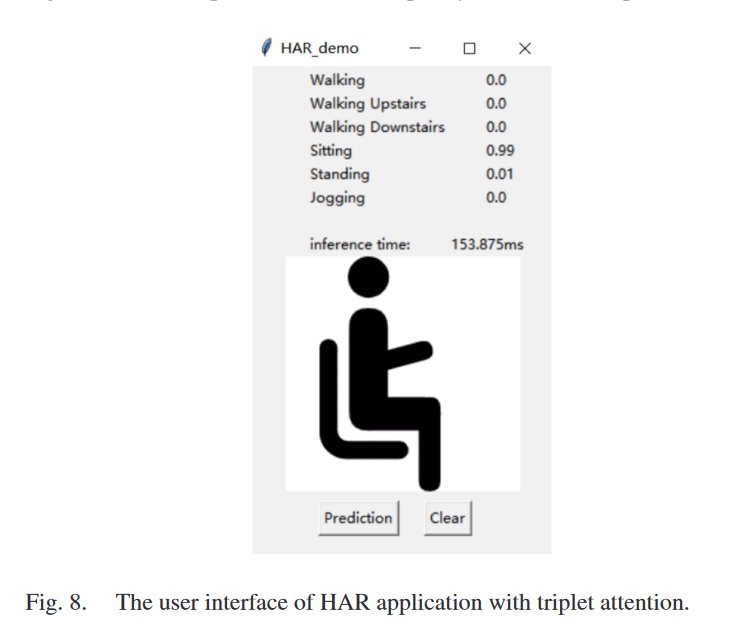 HAR_demo
Walking 0.0
Walking Upstairs 0.0
Walking Downstairs 0.0
Sitting 0.99
Standing 0.01
Jogging 0.0
inference time: 153.875ms
Prediction Clear
Fig. 8. The user interface of HAR application with triplet attention.